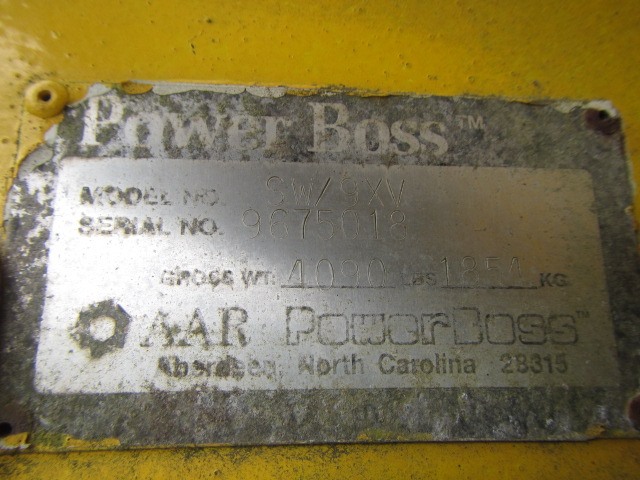 Power Boss™
MODEL NO. SW/9XV
SERIAL NO. 9675018
GROSS WT. 4090 LBS 1854 KG
AAR PowerBoss™
Aberdeen, North Carolina 28315